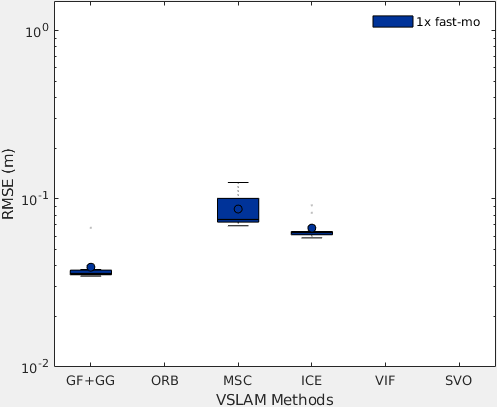 1x fast-mo
10^0
10^-1
10^-2
RMSE (m)
GF+GG ORB MSC ICE VIF SVO
VSLAM Methods